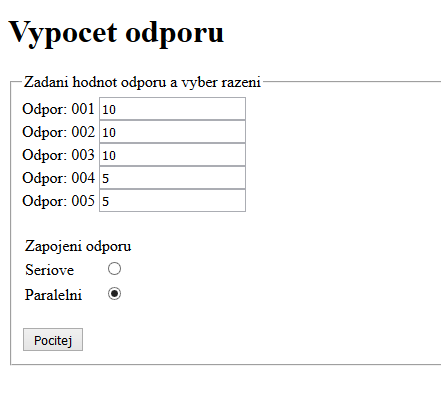 Vypocet odporu
Zadani hodnot odporu a vyber razeni
Odpor: 001 10
Odpor: 002 10
Odpor: 003 10
Odpor: 004 5
Odpor: 005 5
Zapojeni odporu
Seriove
Paralelni
Pocitej